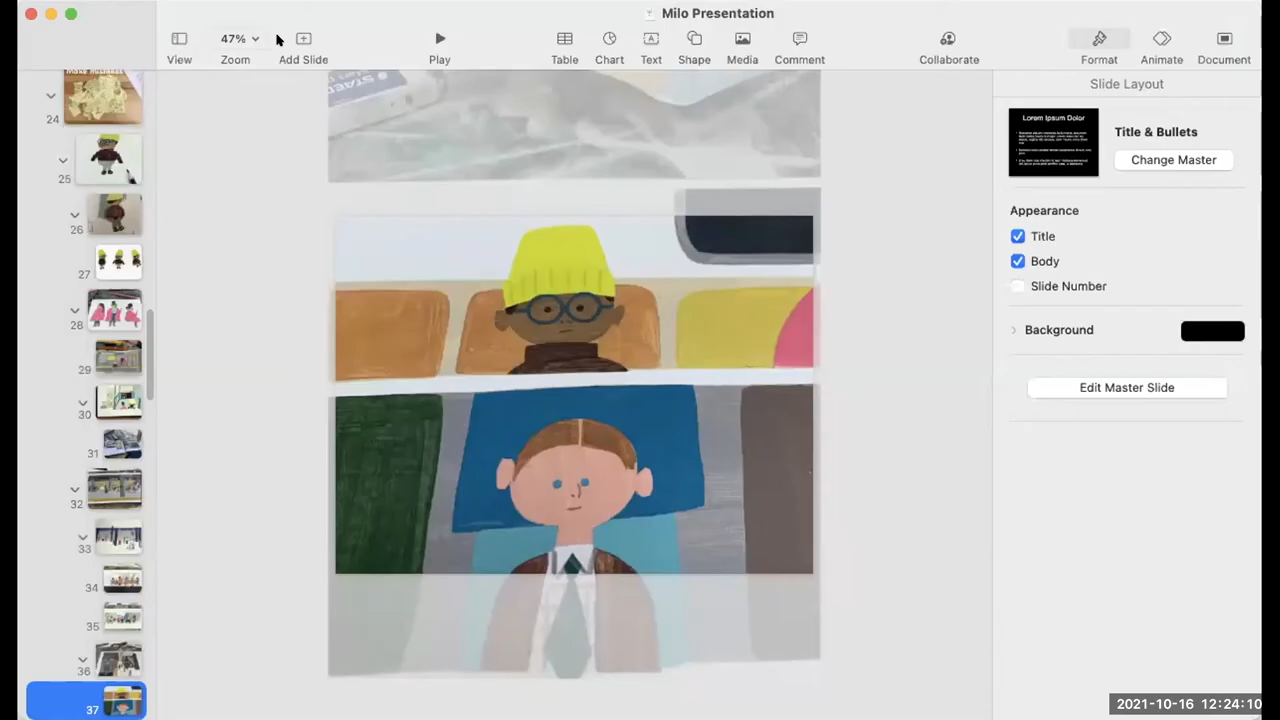 Milo Presentation
47%
View
Zoom
Add Slide
Play
Table
Chart
Text
Shape
Media
Comment
Collaborate
Format
Animate
Document
Slide Layout
Lorem Ipsum Dolor
Title & Bullets
Change Master
Appearance
Title
Body
Slide Number
Background
Edit Master Slide
STAED
24
25
26
27
28
29
30
31
32
33
34
35
36
37
2021-10-16 12:24:10